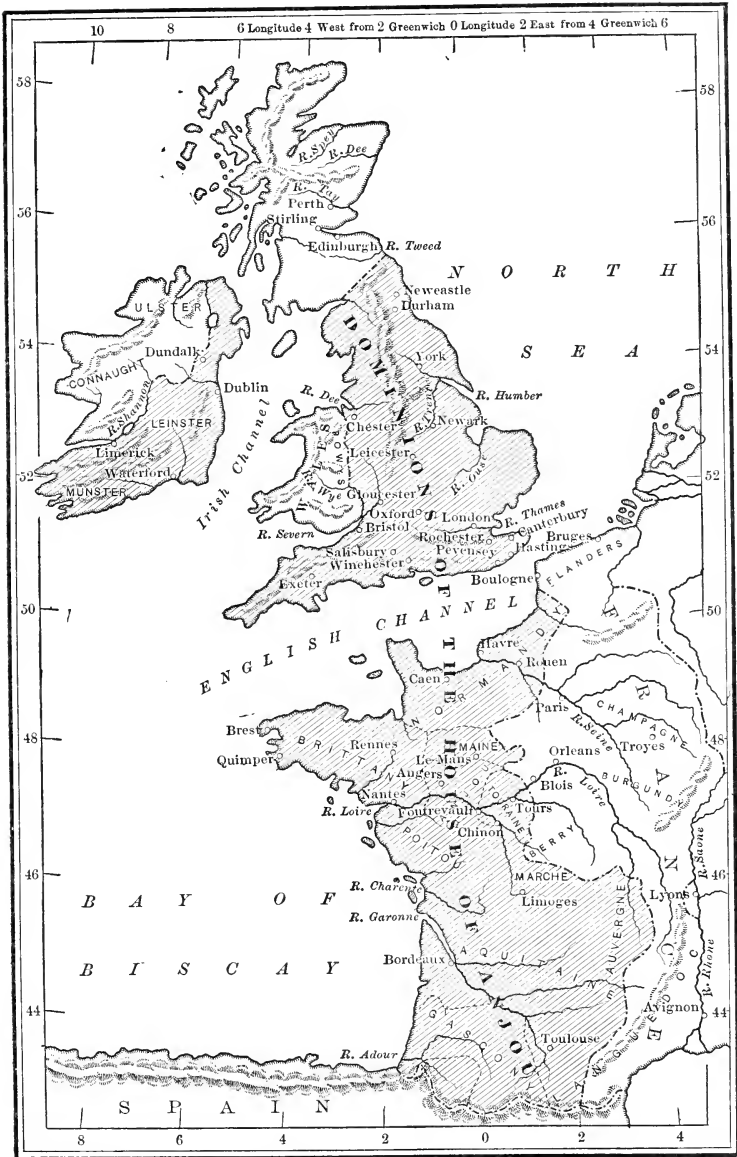 10 8 6 Longitude 4 West from 2 Greenwich 0 Longitude 2 East from 4 Greenwich 6
58 58
R. Spey
R. Dee
R. Tay
Perth
56 Stirling 56
Edinburgh R. Tweed
NORTH
SEA
Newcastle
ULSTER Durham
54 Dundalk York 54
CONNAUGHT
Dublin R. Dee R. Humber
R. Shannon R. Trent
LEINSTER Chester Newark
Irish Channel
Limerick WALES POWYS Leicester
Waterford R. Ous
52 MUNSTER Wye Gloucester 52
Oxford London R. Thames
R. Severn Bristol Canterbury
Rochester Bruges
Salisbury Pevensey Hastings
Winchester FLANDERS
Exeter Boulogne
50 50
ENGLISH CHANNEL
Havre
NORMANDY Rouen
Caen
Paris CHAMPAGNE
R. Seine
Brest
48 BRITTANY Rennes MAINE Orleans Troyes 48
Quimper Le Mans
Angers R. Loire BURGUNDY
Blois
Nantes TOURAINE
R. Loire Fontrevault Tours
Chinon BERRY
POITOU
46 MARCHE R. Saone 46
R. Charente Limoges Lyons
BAY OF
R. Garonne
AUVERGNE
AQUITAINE
BISCAY Bordeaux R. Rhone
44 Avignon 44
GASCONY Toulouse LANGUEDOC
R. Adour
FRANCE
DOMINIONS OF THE HOUSE OF ANJOU
SPAIN
8 6 4 2 0 2 4